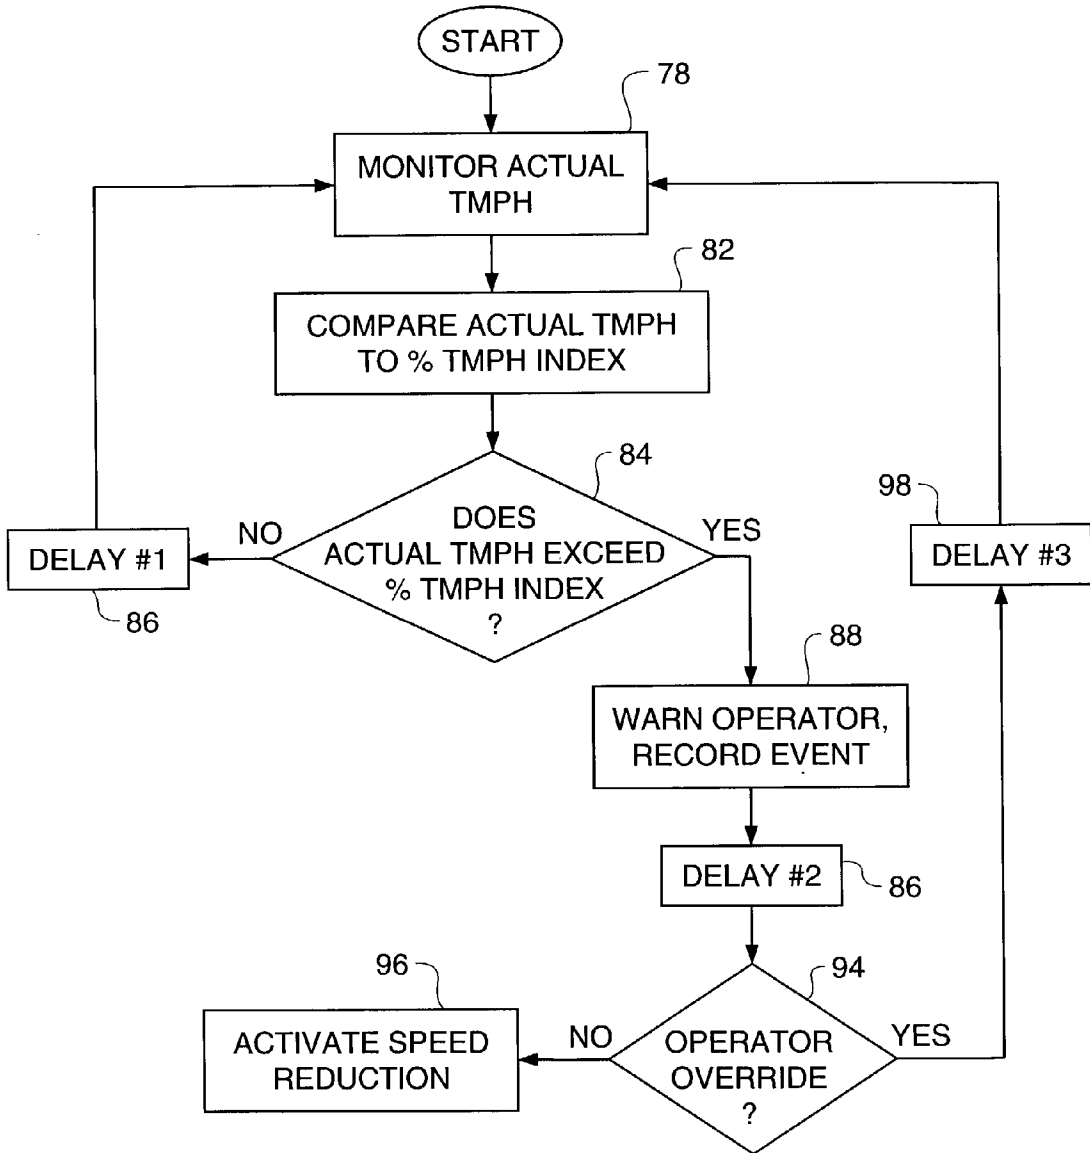 START
78
MONITOR ACTUAL
TMPH
82
COMPARE ACTUAL TMPH
TO % TMPH INDEX
84
DOES
ACTUAL TMPH EXCEED
% TMPH INDEX
?
NO
YES
DELAY #1
86
98
DELAY #3
88
WARN OPERATOR,
RECORD EVENT
DELAY #2
86
94
OPERATOR
OVERRIDE
?
NO
YES
96
ACTIVATE SPEED
REDUCTION